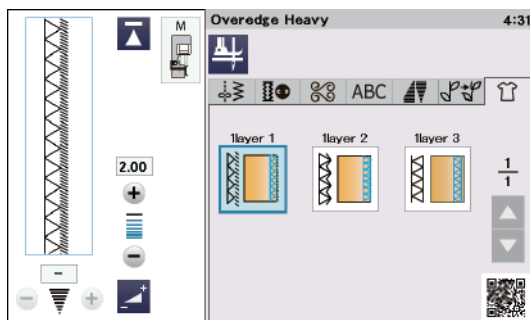 M
2.00
-
Overedge Heavy
4:31
ABC
1layer 1
1layer 2
1layer 3
1
1